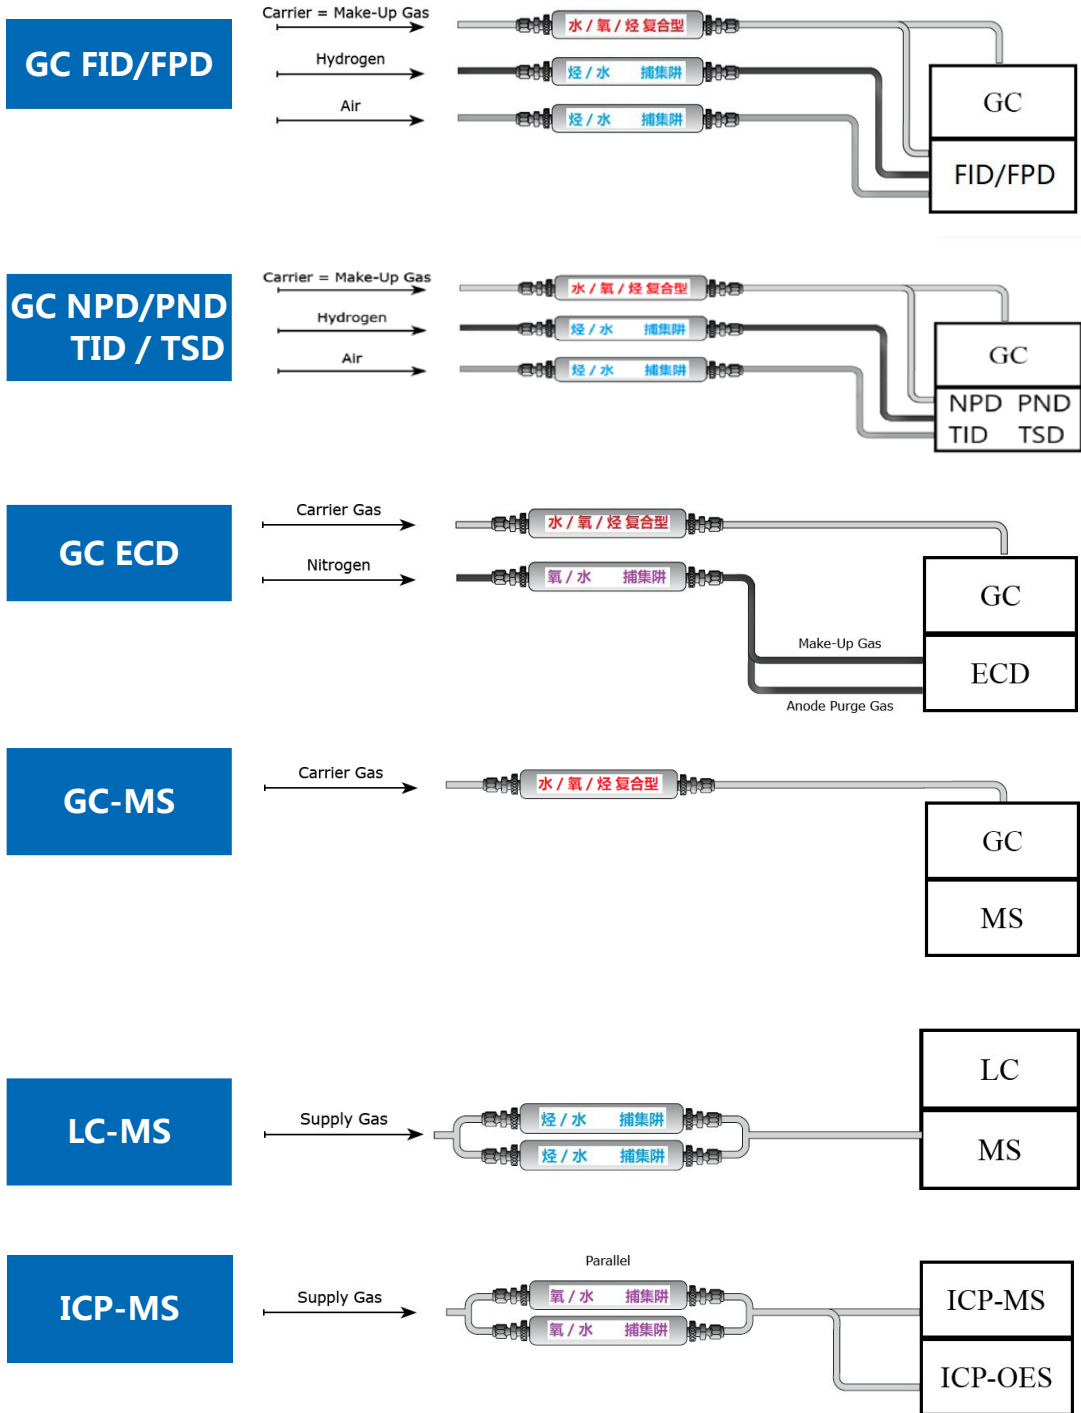 GC FID/FPD
Carrier = Make-Up Gas
水 / 氧 / 烃 复合型
Hydrogen
烃 / 水 捕集阱
Air
烃 / 水 捕集阱
GC
FID/FPD
GC NPD/PND
TID / TSD
Carrier = Make-Up Gas
水 / 氧 / 烃 复合型
Hydrogen
烃 / 水 捕集阱
Air
烃 / 水 捕集阱
GC
NPD PND
TID TSD
GC ECD
Carrier Gas
水 / 氧 / 烃 复合型
Nitrogen
氧 / 水 捕集阱
Make-Up Gas
Anode Purge Gas
GC
ECD
GC-MS
Carrier Gas
水 / 氧 / 烃 复合型
GC
MS
LC-MS
Supply Gas
烃 / 水 捕集阱
烃 / 水 捕集阱
LC
MS
ICP-MS
Supply Gas
Parallel
氧 / 水 捕集阱
氧 / 水 捕集阱
ICP-MS
ICP-OES